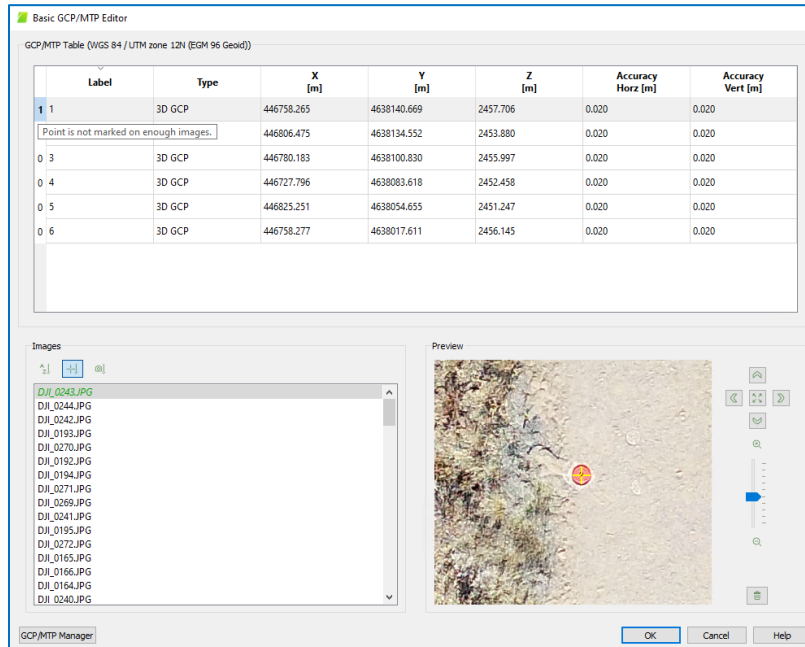 Basic GCP/MTP Editor
GCP/MTP Table (WGS 84 / UTM zone 12N (EGM 96 Geoid))
Label Type X [m] Y [m] Z [m] Accuracy Horz [m] Accuracy Vert [m]
1 1 3D GCP 446758.265 4638140.669 2457.706 0.020 0.020
Point is not marked on enough images. 446806.475 4638134.552 2453.880 0.020 0.020
0 3 3D GCP 446780.183 4638100.830 2455.997 0.020 0.020
0 4 3D GCP 446727.796 4638083.618 2452.458 0.020 0.020
0 5 3D GCP 446825.251 4638054.655 2451.247 0.020 0.020
0 6 3D GCP 446758.277 4638017.611 2456.145 0.020 0.020
Images
DJI_0243.JPG
DJI_0244.JPG
DJI_0242.JPG
DJI_0193.JPG
DJI_0270.JPG
DJI_0192.JPG
DJI_0194.JPG
DJI_0271.JPG
DJI_0269.JPG
DJI_0241.JPG
DJI_0195.JPG
DJI_0272.JPG
DJI_0165.JPG
DJI_0166.JPG
DJI_0164.JPG
DJI_0240.JPG
Preview
GCP/MTP Manager
OK Cancel Help